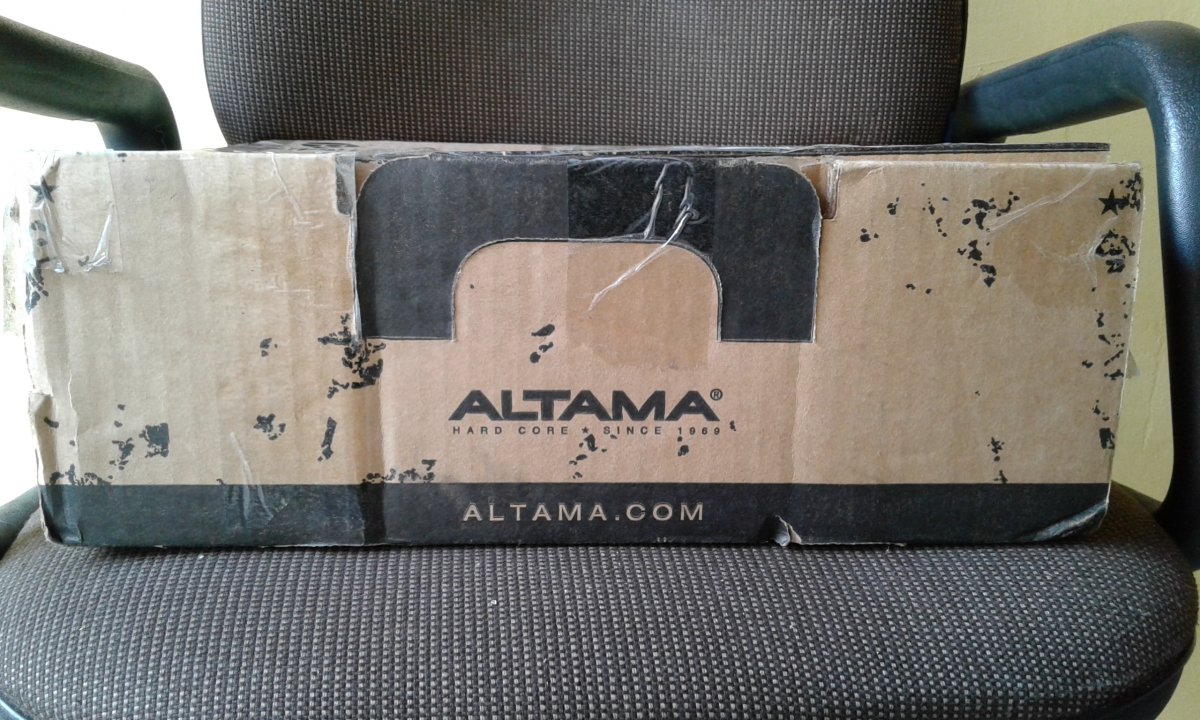 ALTAMA®
HARD CORE ★ SINCE 1969
ALTAMA.COM